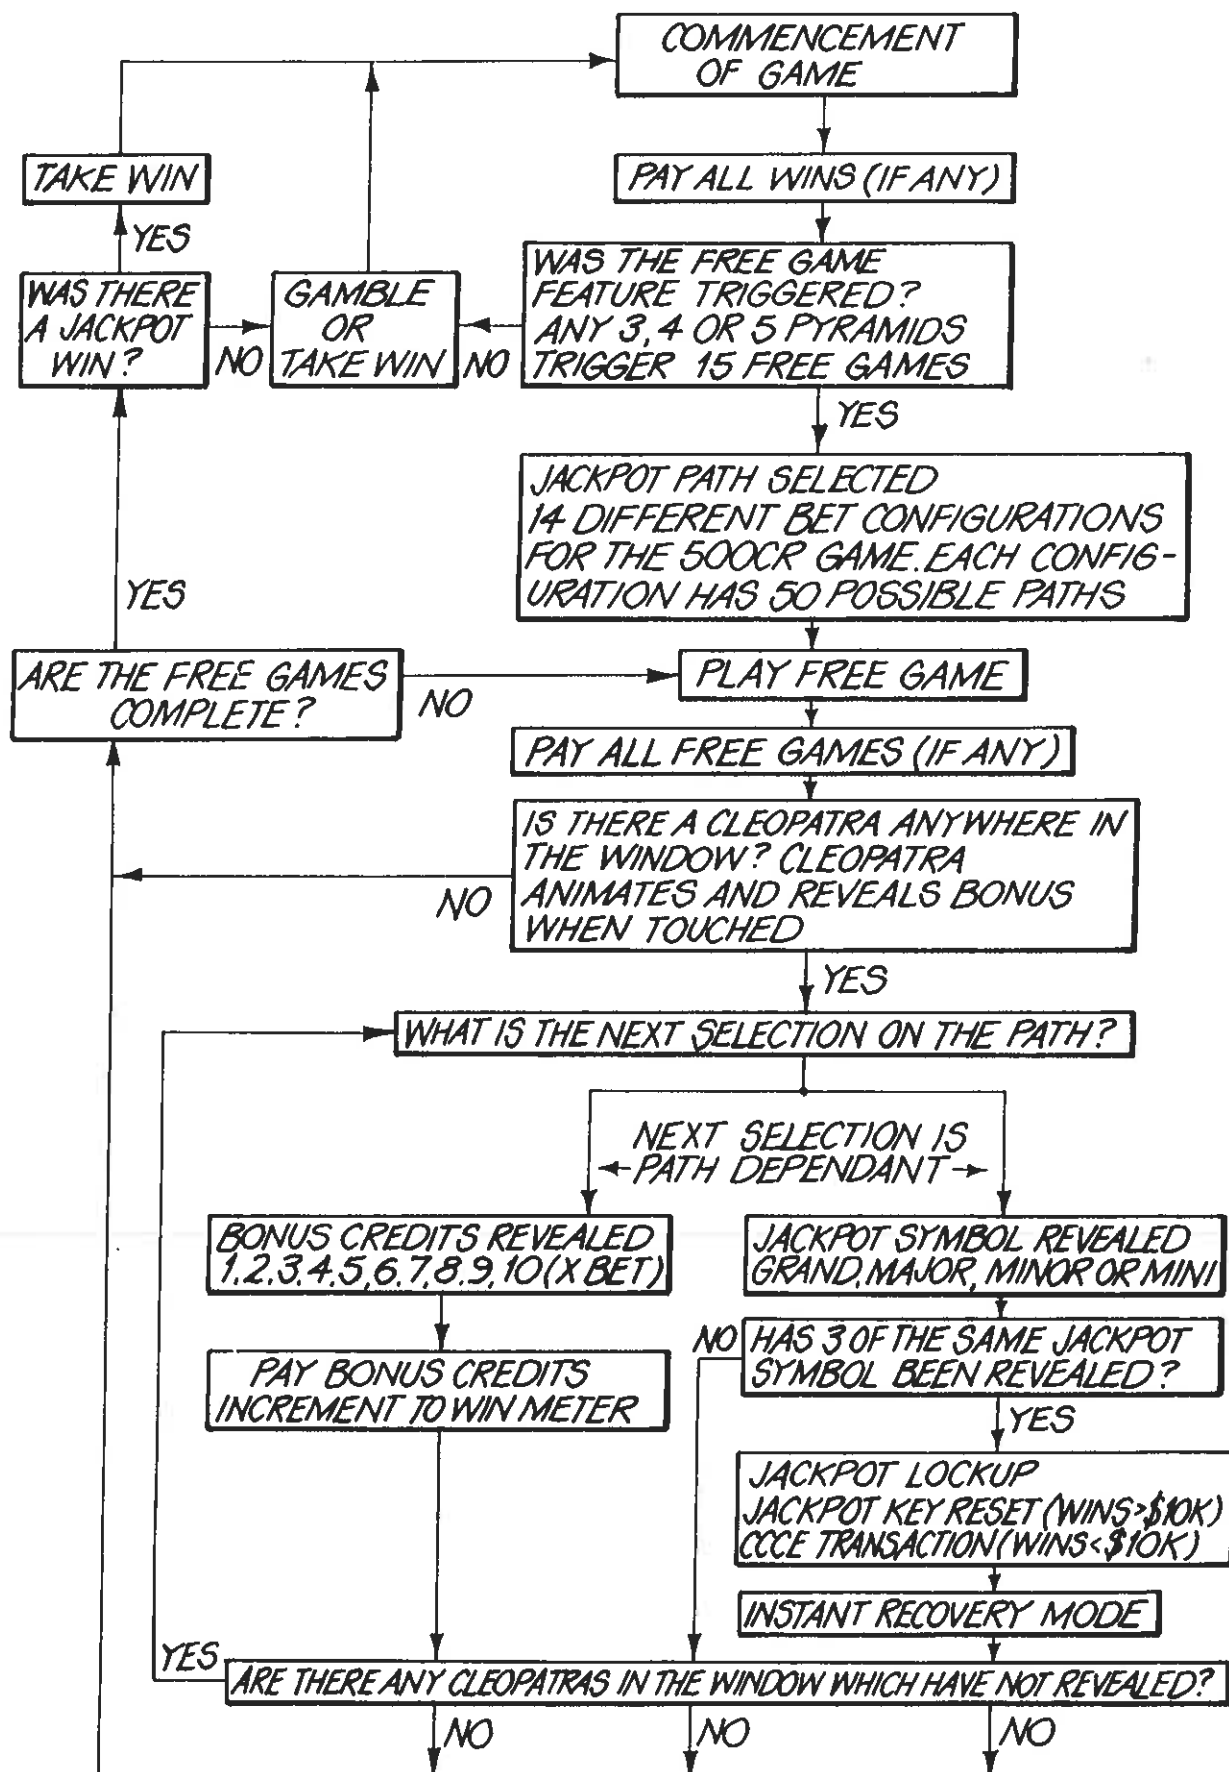 COMMENCEMENT
OF GAME
TAKE WIN
PAY ALL WINS (IF ANY)
YES
WAS THERE
A JACKPOT
WIN?
NO
GAMBLE
OR
TAKE WIN
NO
WAS THE FREE GAME
FEATURE TRIGGERED?
ANY 3, 4 OR 5 PYRAMIDS
TRIGGER 15 FREE GAMES
YES
JACKPOT PATH SELECTED
14 DIFFERENT BET CONFIGURATIONS
FOR THE 500CR GAME. EACH CONFIG-
URATION HAS 50 POSSIBLE PATHS
YES
ARE THE FREE GAMES
COMPLETE?
NO
PLAY FREE GAME
PAY ALL FREE GAMES (IF ANY)
IS THERE A CLEOPATRA ANYWHERE IN
THE WINDOW? CLEOPATRA
ANIMATES AND REVEALS BONUS
WHEN TOUCHED
NO
YES
WHAT IS THE NEXT SELECTION ON THE PATH?
NEXT SELECTION IS
PATH DEPENDANT
BONUS CREDITS REVEALED
1,2,3,4,5,6,7,8,9,10 (X BET)
JACKPOT SYMBOL REVEALED
GRAND, MAJOR, MINOR OR MINI
PAY BONUS CREDITS
INCREMENT TO WIN METER
NO
HAS 3 OF THE SAME JACKPOT
SYMBOL BEEN REVEALED?
YES
JACKPOT LOCKUP
JACKPOT KEY RESET (WINS>$10K)
CCCE TRANSACTION (WINS<$10K)
INSTANT RECOVERY MODE
YES
ARE THERE ANY CLEOPATRAS IN THE WINDOW WHICH HAVE NOT REVEALED?
NO
NO
NO